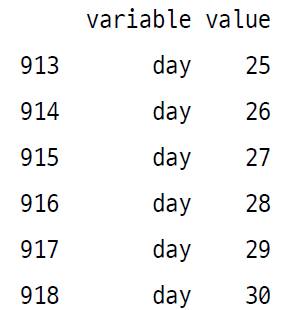 variable value
913 day 25
914 day 26
915 day 27
916 day 28
917 day 29
918 day 30